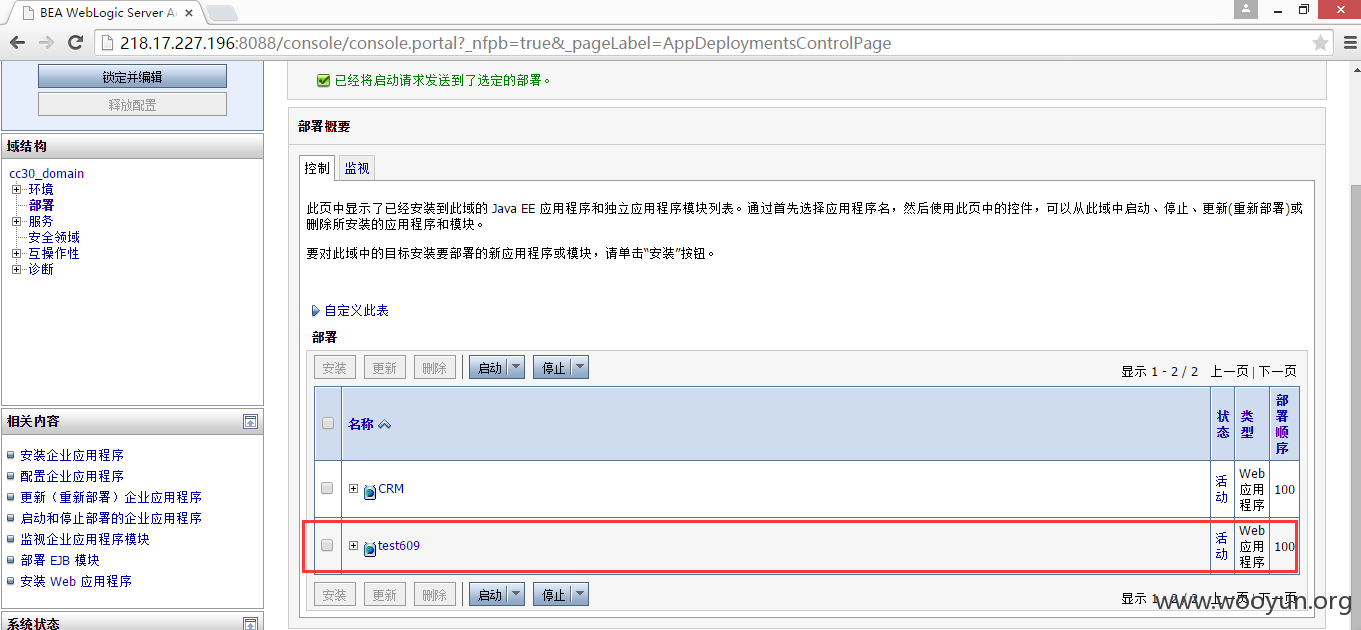 BEA WebLogic Server A
218.17.227.196:8088/console/console.portal?_nfpb=true&_pageLabel=AppDeploymentsControlPage
锁定并编辑
释放配置
域结构
cc30_domain
环境
部署
服务
安全领域
互操作性
诊断
相关内容
安装企业应用程序
配置企业应用程序
更新（重新部署）企业应用程序
启动和停止部署的企业应用程序
监视企业应用程序模块
部署 EJB 模块
安装 Web 应用程序
系统状态
已经将启动请求发送到了选定的部署。
部署概要
控制 监视
此页中显示了已经安装到此域的 Java EE 应用程序和独立应用程序模块列表。通过首先选择应用程序名，然后使用此页中的控件，可以从此域中启动、停止、更新(重新部署)或
删除所安装的应用程序和模块。
要对此域中的目标安装要部署的新应用程序或模块，请单击“安装”按钮。
自定义此表
部署
安装 更新 删除 启动 停止 显示 1 - 2 / 2 上一页 | 下一页
名称 状态 类型 部署顺序
CRM 活动 Web 应用程序 100
test609 活动 Web 应用程序 100
安装 更新 删除 启动 停止 显示 1 - 2 / 2 上一页 | 下一页
www.wooyun.org